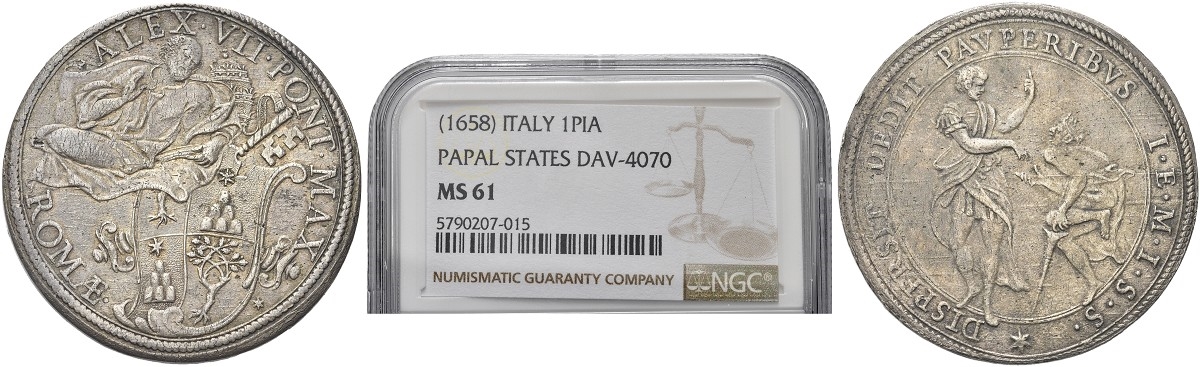 · ALEX · VII · PONT · MAX
· ROMÆ ·
(1658) ITALY 1PIA
PAPAL STATES DAV-4070
MS 61
5790207-015
NUMISMATIC GUARANTY COMPANY
NGC
DISPERSIT DEDIT PAVPERIBVS · T · E · M · I · S · S ·